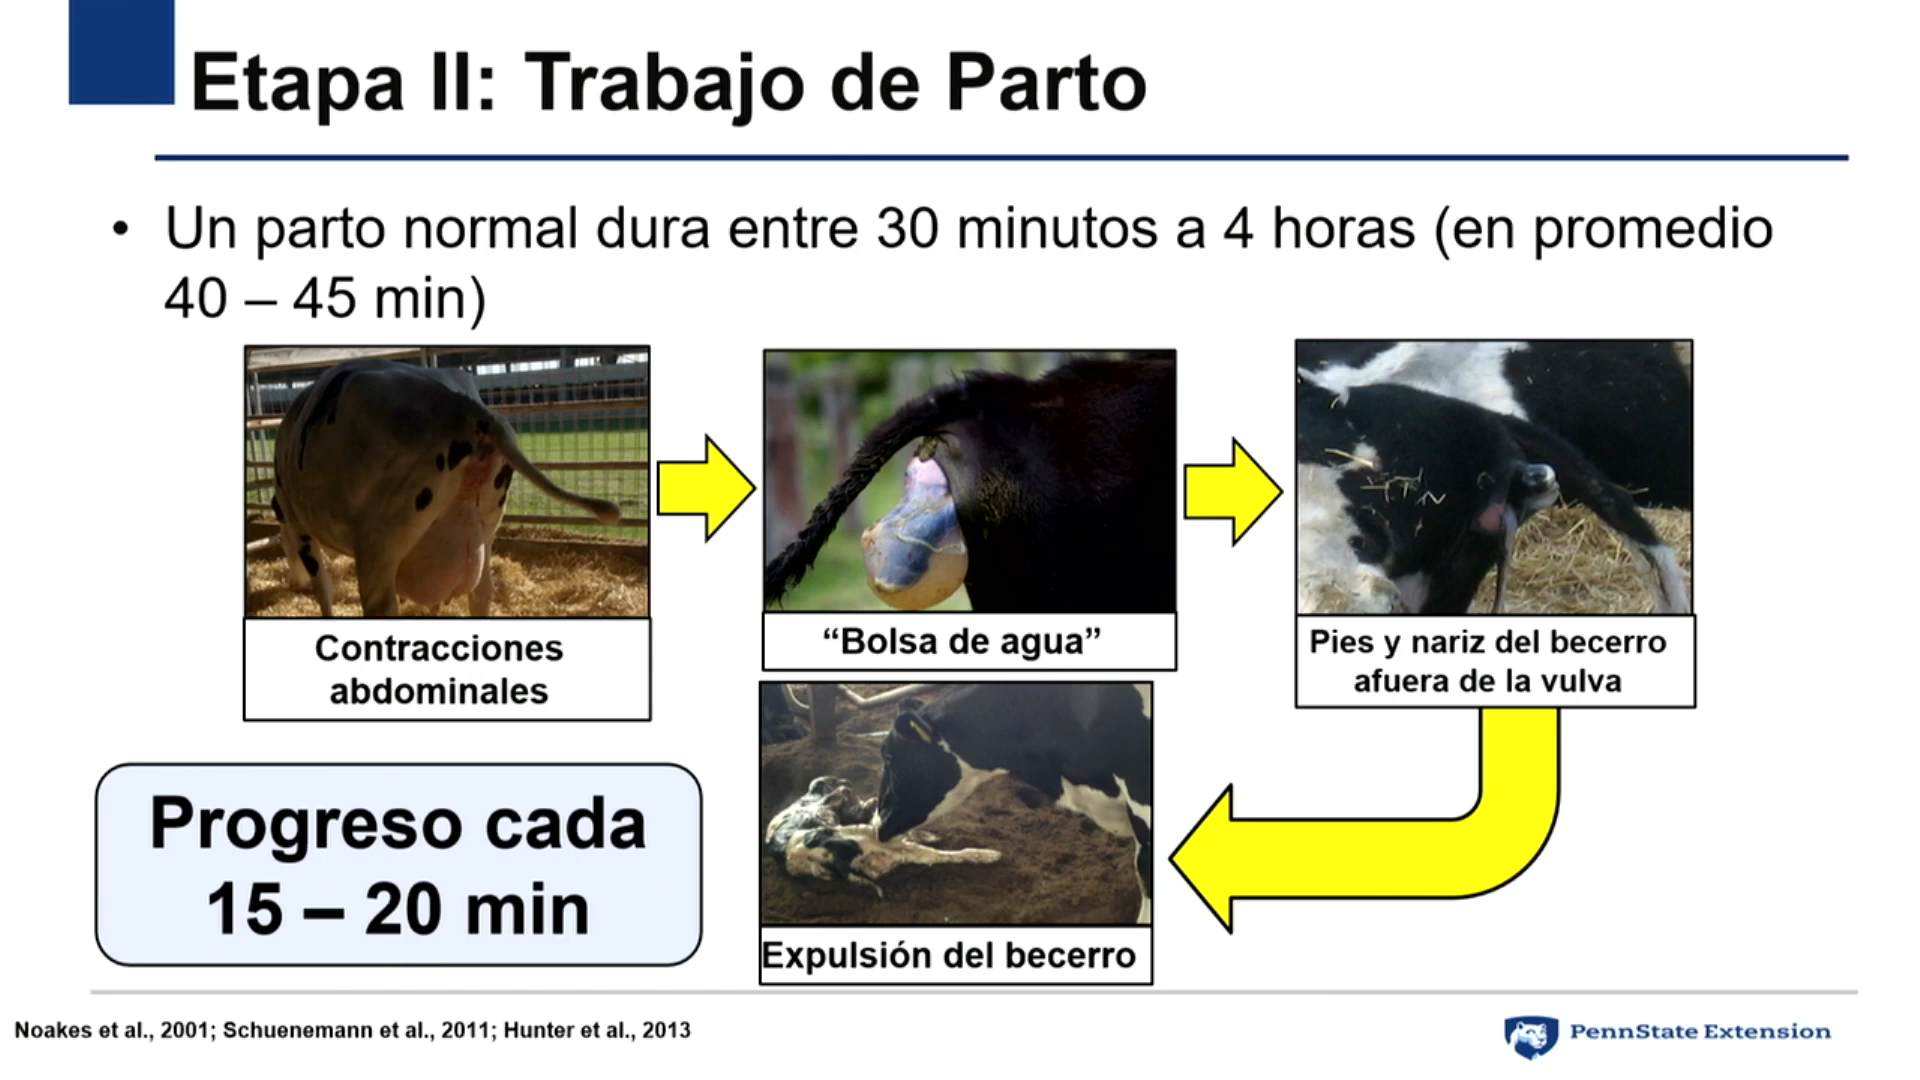 Etapa II: Trabajo de Parto
• Un parto normal dura entre 30 minutos a 4 horas (en promedio
40 – 45 min)
Contracciones
abdominales
“Bolsa de agua”
Pies y nariz del becerro
afuera de la vulva
Progreso cada
15 – 20 min
Expulsión del becerro
Noakes et al., 2001; Schuenemann et al., 2011; Hunter et al., 2013
PennState Extension